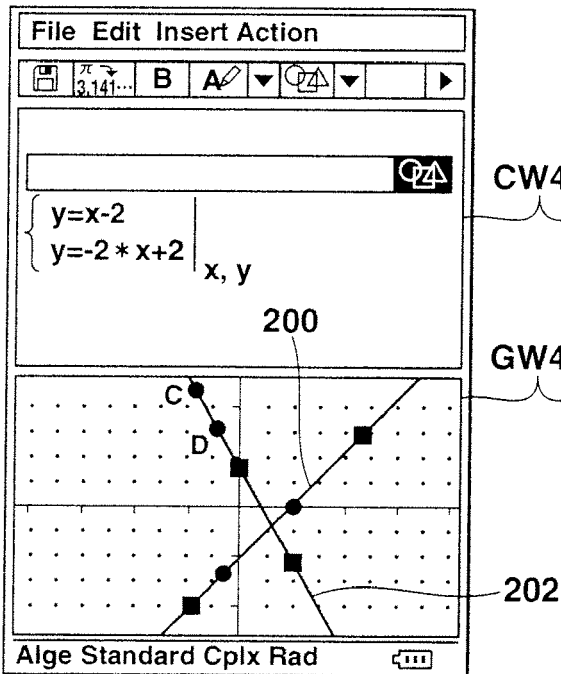 File Edit Insert Action
π
3,141... B A
CW4
y=x-2
y=-2*x+2
x, y
200
GW4
C
D
202
Alge Standard Cplx Rad